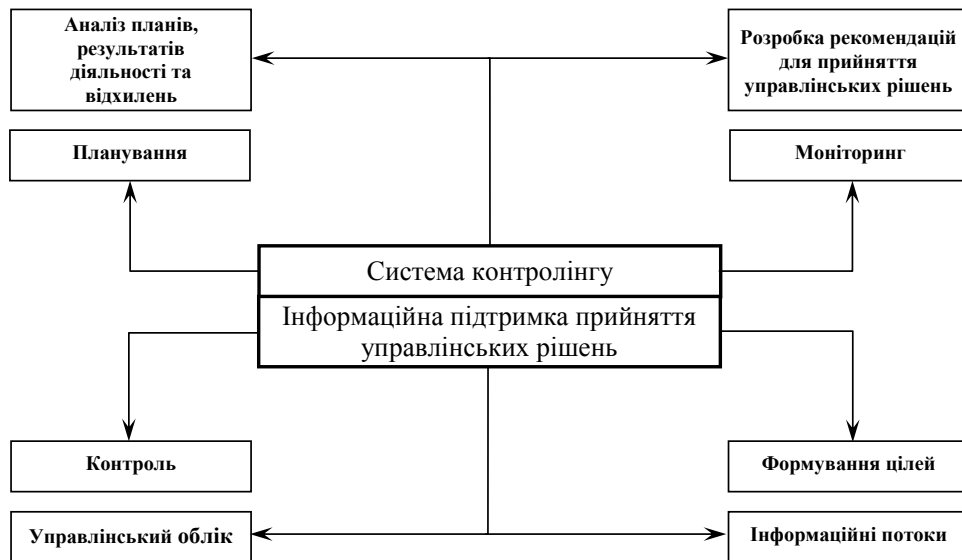 Аналіз планів,
результатів
діяльності та
відхилень
Розробка рекомендацій
для прийняття
управлінських рішень
Планування
Моніторинг
Система контролінгу
Інформаційна підтримка прийняття
управлінських рішень
Контроль
Формування цілей
Управлінський облік
Інформаційні потоки